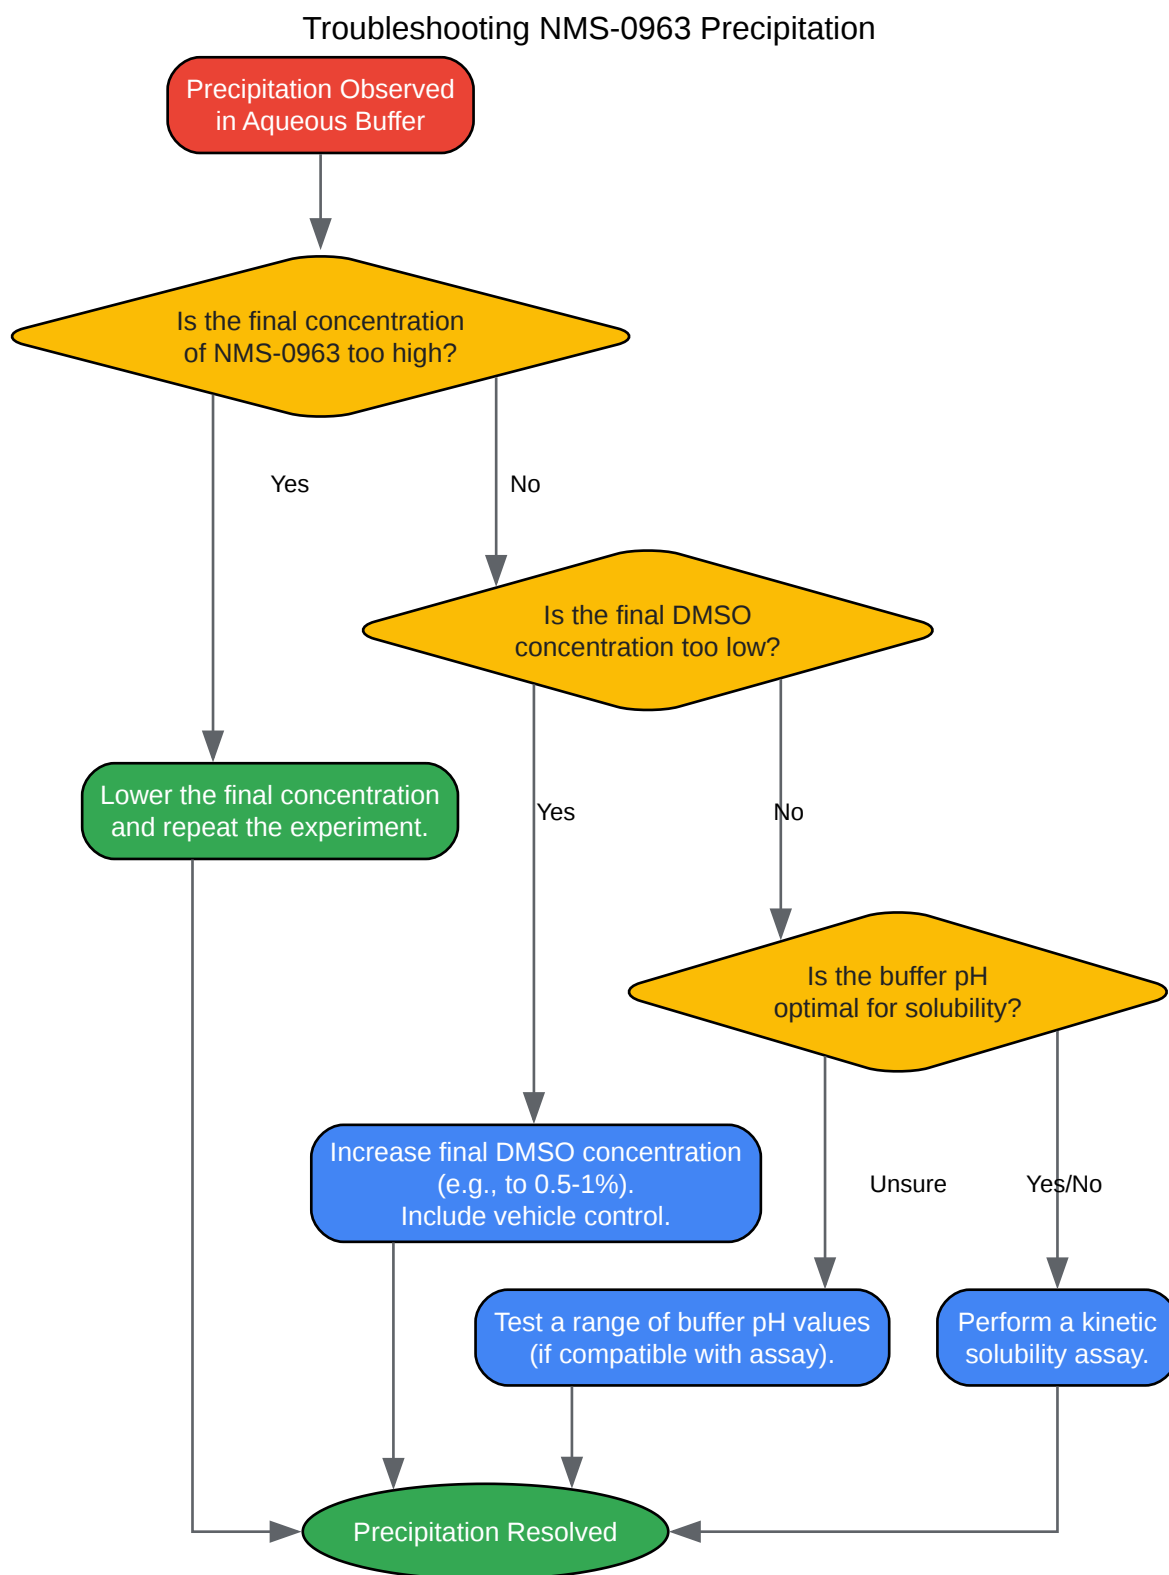 Troubleshooting NMS-0963 Precipitation
Precipitation Observed
in Aqueous Buffer
Is the final concentration
of NMS-0963 too high?
Yes
No
Is the final DMSO
concentration too low?
Lower the final concentration
and repeat the experiment.
Yes
No
Is the buffer pH
optimal for solubility?
Increase final DMSO concentration
(e.g., to 0.5-1%).
Include vehicle control.
Unsure
Yes/No
Test a range of buffer pH values
(if compatible with assay).
Perform a kinetic
solubility assay.
Precipitation Resolved